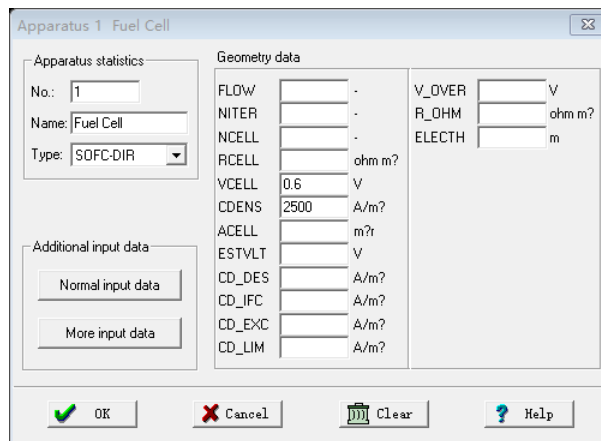 Apparatus 1 Fuel Cell
Apparatus statistics
No.: 1
Name: Fuel Cell
Type: SOFC-DIR
Additional input data
Normal input data
More input data
Geometry data
FLOW -
NITER -
NCELL -
RCELL ohm m?
VCELL 0.6 V
CDENS 2500 A/m?
ACELL m?r
ESTVLT V
CD_DES A/m?
CD_IFC A/m?
CD_EXC A/m?
CD_LIM A/m?
V_OVER V
R_OHM ohm m?
ELECTH m
OK
Cancel
Clear
Help